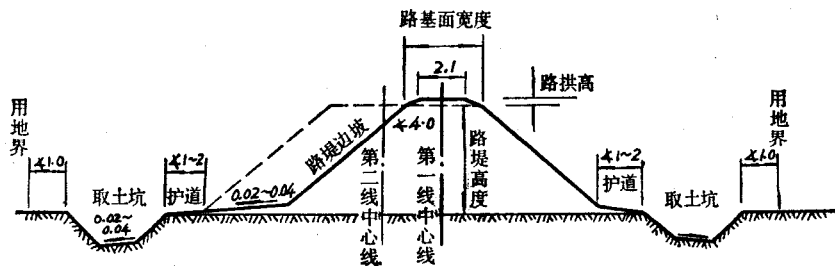 路基面宽度
2.1
路拱高
用地界
用地界
≮1.0
≮1~2
路堤边坡
≮4.0
≮1~2
≮1.0
取土坑
护道
0.02~0.04
第二线中心线
第一线中心线
路堤高度
护道
取土坑
0.02~
0.04